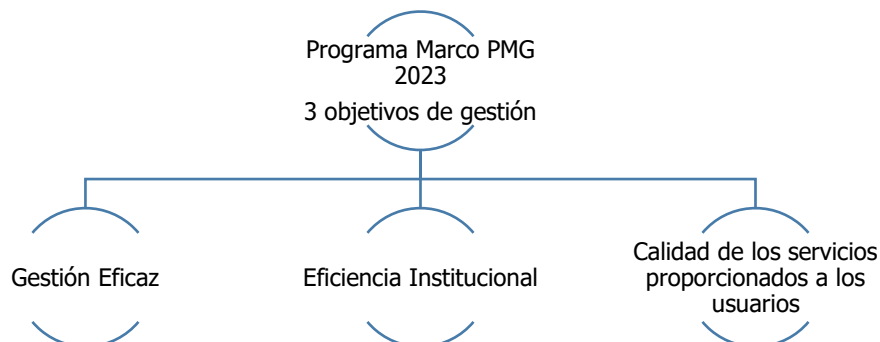 Programa Marco PMG
2023
3 objetivos de gestión
Gestión Eficaz
Eficiencia Institucional
Calidad de los servicios
proporcionados a los
usuarios